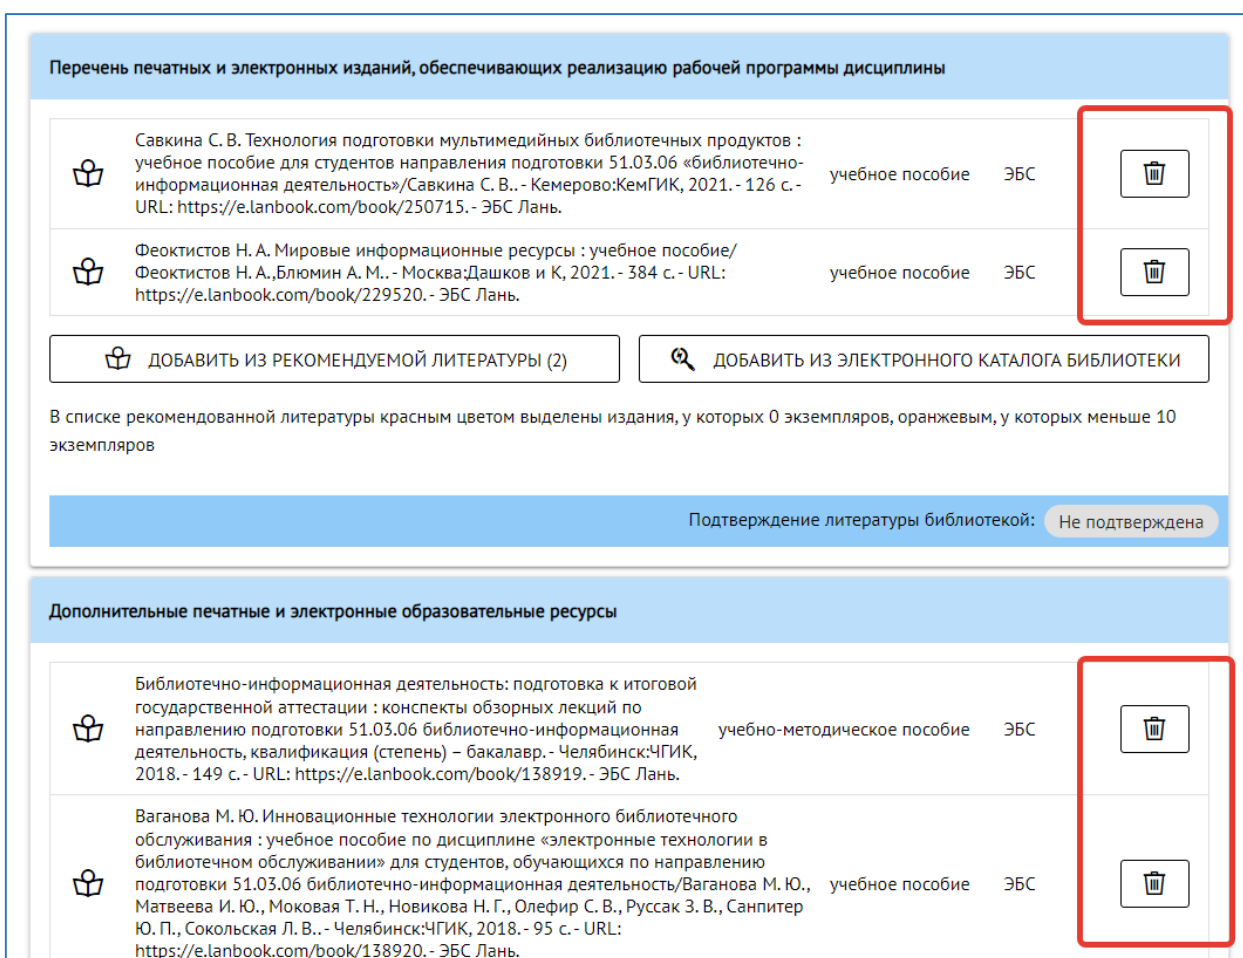 Перечень печатных и электронных изданий, обеспечивающих реализацию рабочей программы дисциплины
Савкина С. В. Технология подготовки мультимедийных библиотечных продуктов :
учебное пособие для студентов направления подготовки 51.03.06 «библиотечно-
информационная деятельность»/Савкина С. В.. - Кемерово:КемГИК, 2021. - 126 с. -
URL: https://e.lanbook.com/book/250715. - ЭБС Лань.
учебное пособие
ЭБС
Феоктистов Н. А. Мировые информационные ресурсы : учебное пособие/
Феоктистов Н. А.,Блюмин А. М.. - Москва:Дашков и К, 2021. - 384 с. - URL:
https://e.lanbook.com/book/229520. - ЭБС Лань.
учебное пособие
ЭБС
ДОБАВИТЬ ИЗ РЕКОМЕНДУЕМОЙ ЛИТЕРАТУРЫ (2)
ДОБАВИТЬ ИЗ ЭЛЕКТРОННОГО КАТАЛОГА БИБЛИОТЕКИ
В списке рекомендованной литературы красным цветом выделены издания, у которых 0 экземпляров, оранжевым, у которых меньше 10
экземпляров
Подтверждение литературы библиотекой:
Не подтверждена
Дополнительные печатные и электронные образовательные ресурсы
Библиотечно-информационная деятельность: подготовка к итоговой
государственной аттестации : конспекты обзорных лекций по
направлению подготовки 51.03.06 библиотечно-информационная
деятельность, квалификация (степень) – бакалавр. - Челябинск:ЧГИК,
2018. - 149 с. - URL: https://e.lanbook.com/book/138919. - ЭБС Лань.
учебно-методическое пособие
ЭБС
Ваганова М. Ю. Инновационные технологии электронного библиотечного
обслуживания : учебное пособие по дисциплине «электронные технологии в
библиотечном обслуживании» для студентов, обучающихся по направлению
подготовки 51.03.06 библиотечно-информационная деятельность/Ваганова М. Ю.,
Матвеева И. Ю., Моковая Т. Н., Новикова Н. Г., Олефир С. В., Руссак З. В., Санпитер
Ю. П., Сокольская Л. В.. - Челябинск:ЧГИК, 2018. - 95 с. - URL:
https://e.lanbook.com/book/138920. - ЭБС Лань.
учебное пособие
ЭБС